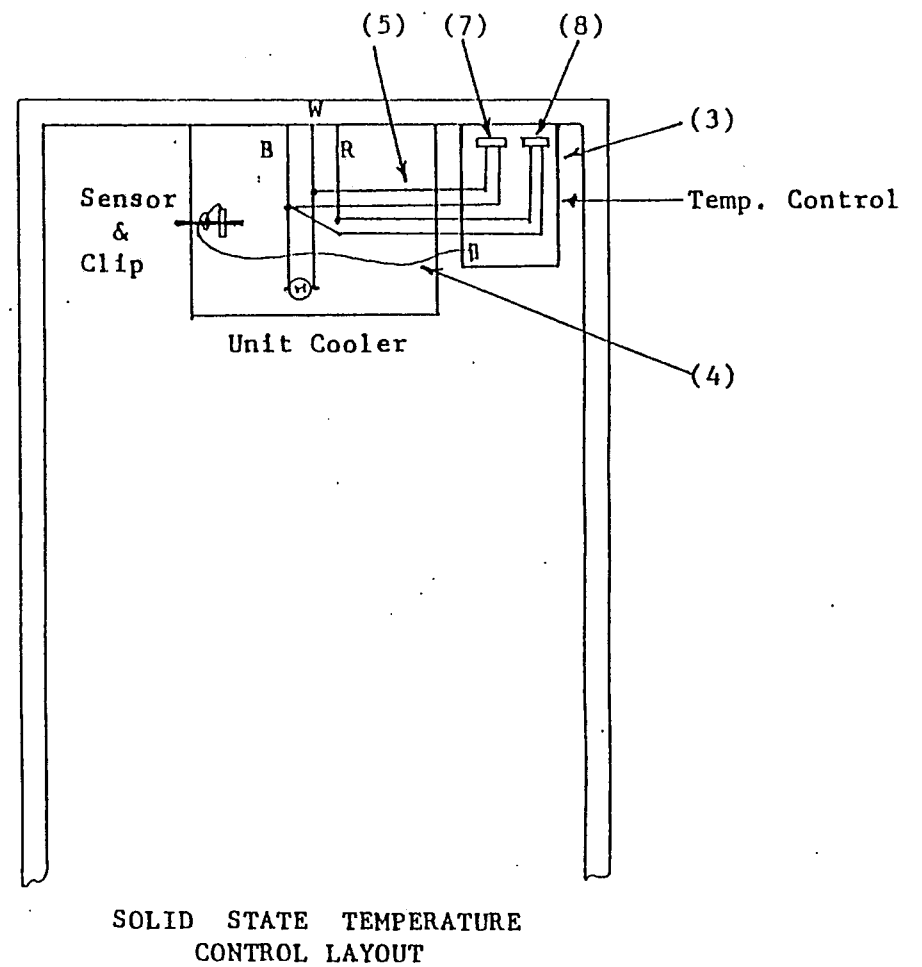 (5) (7) (8)
W
(3)
B R
Sensor
&
Clip
Temp. Control
M
Unit Cooler
(4)
SOLID STATE TEMPERATURE
CONTROL LAYOUT